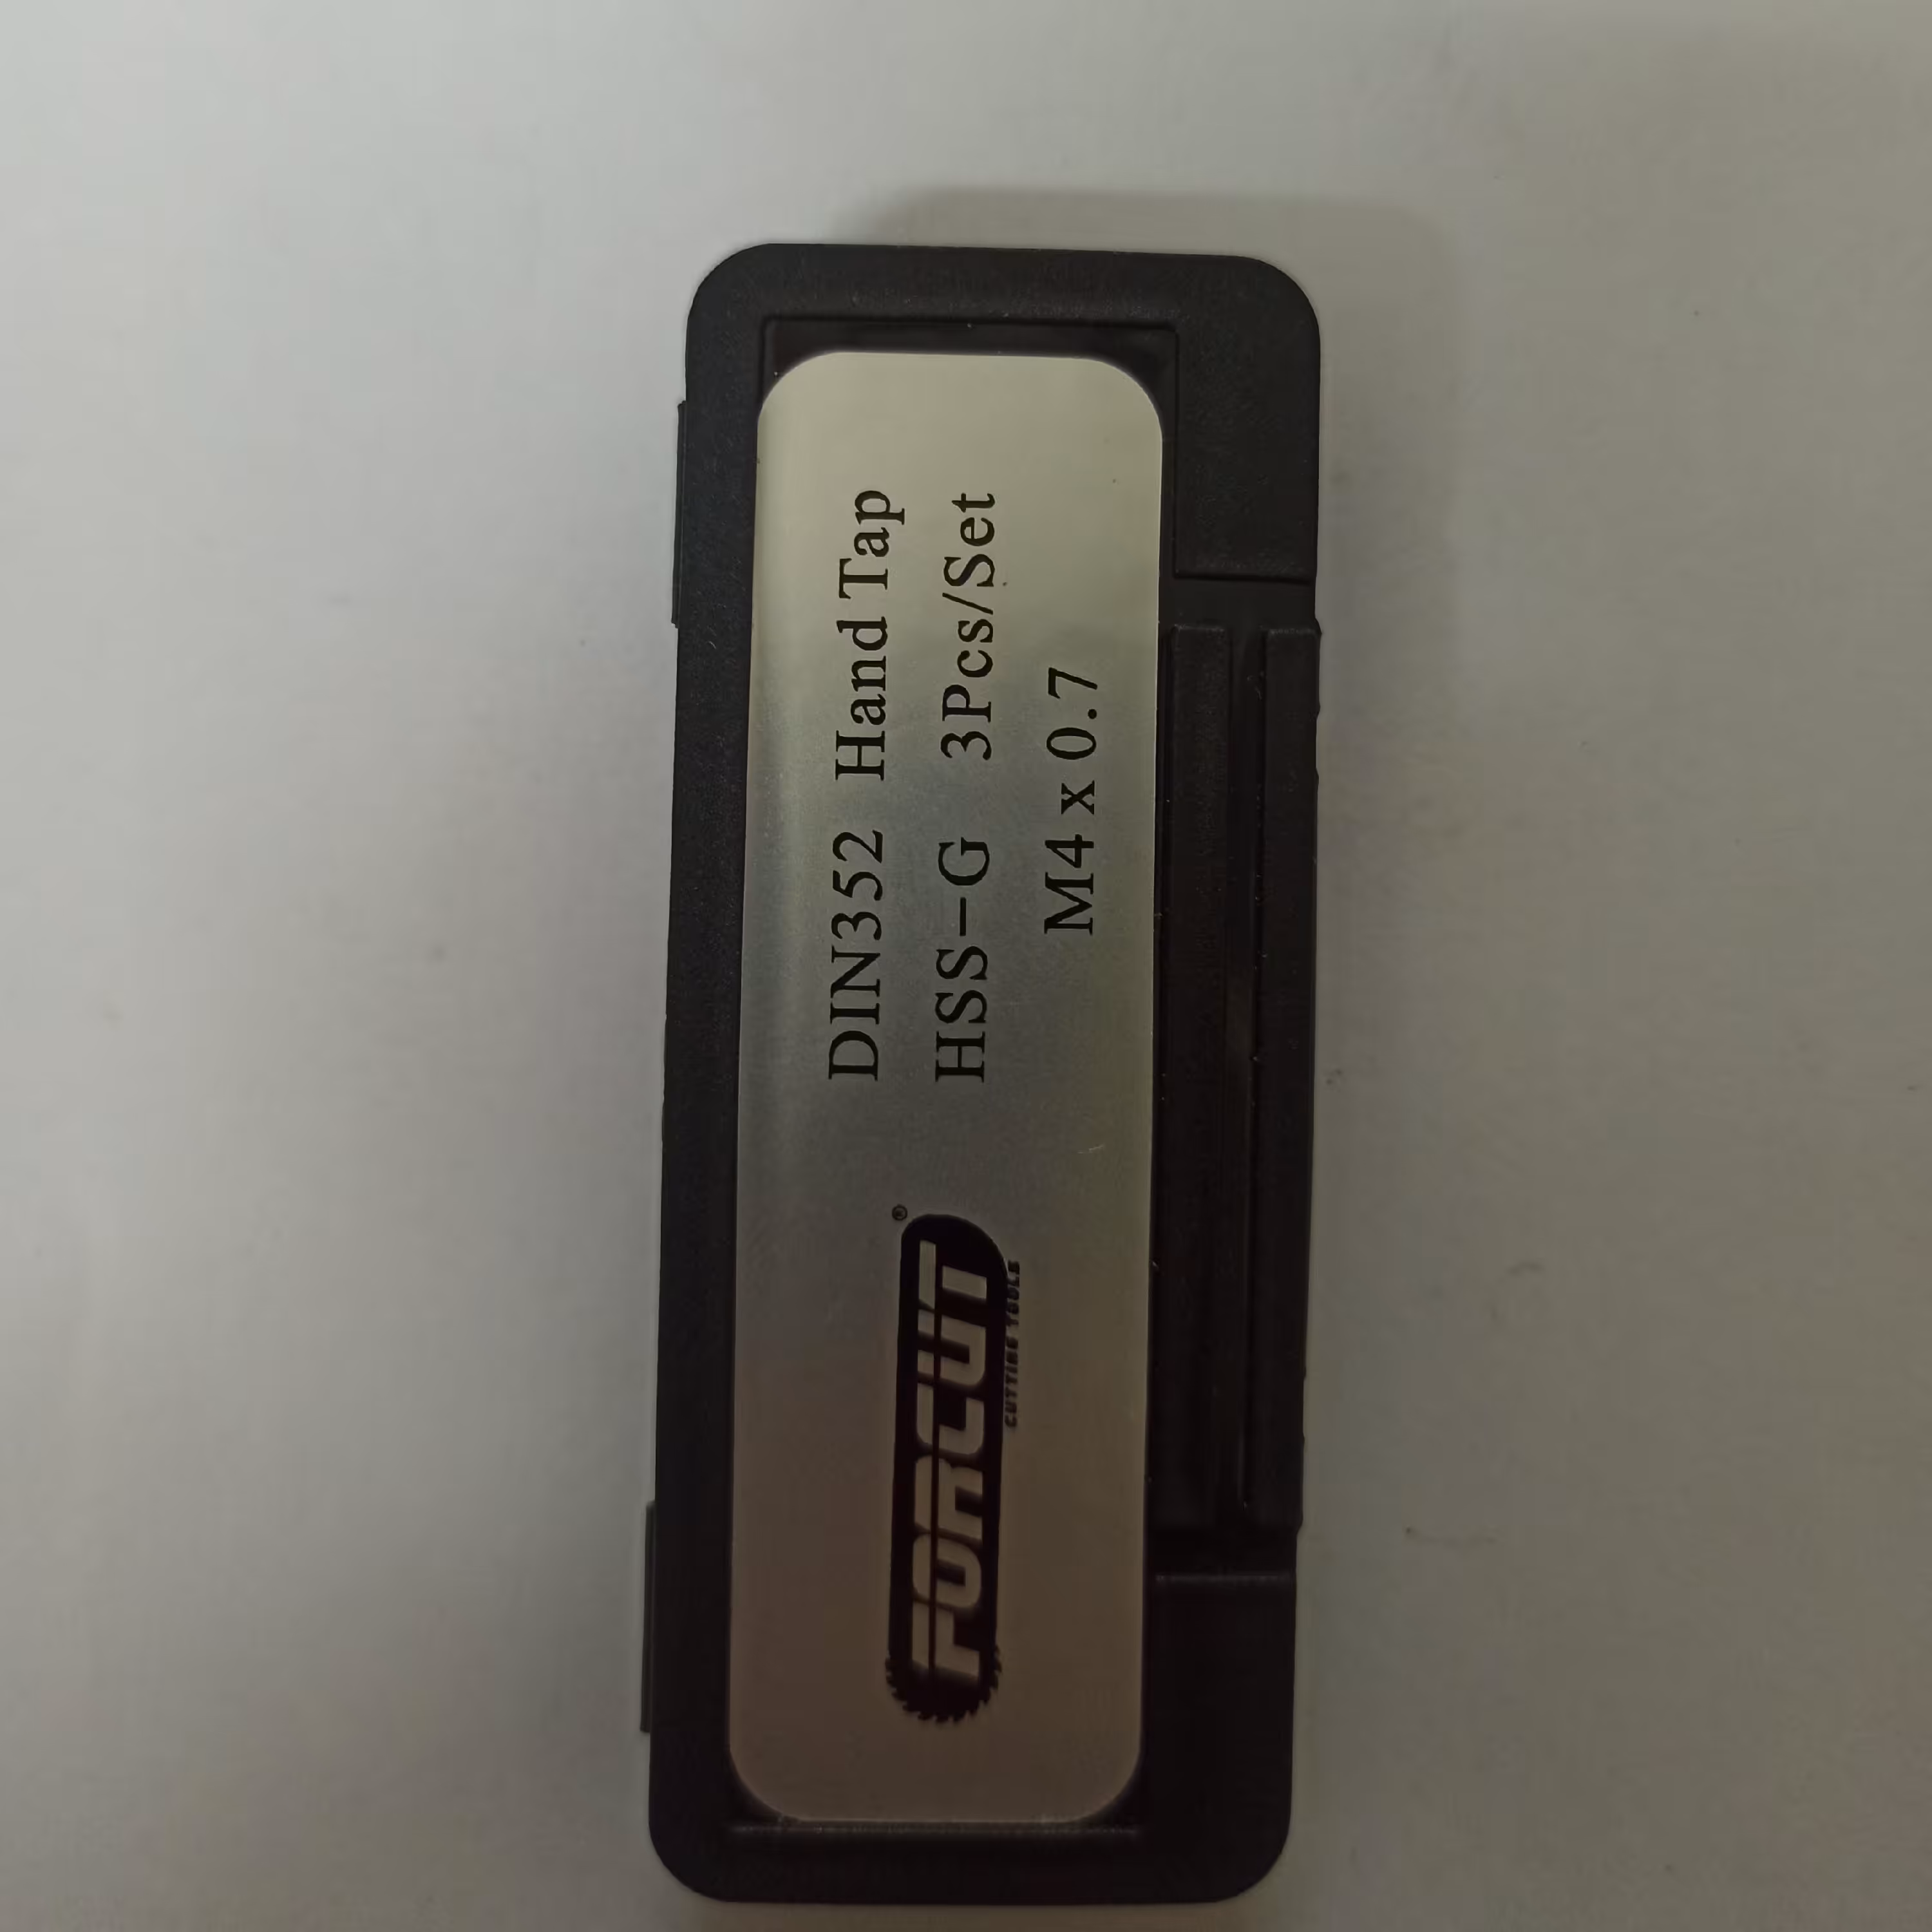 FORCUT®
CUTTING TOOLS
DIN352 Hand Tap
HSS-G 3Pcs/Set
M4 x 0.7